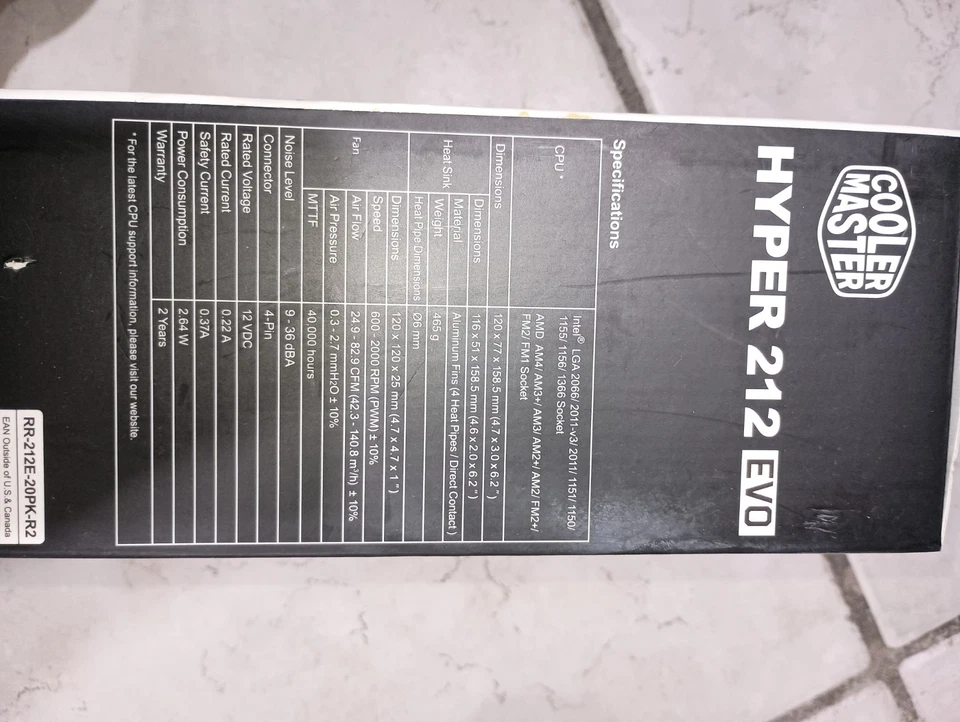 COOLER
MASTER
HYPER 212 EVO
Specifications
CPU *
Intel® LGA 2066/ 2011-v3/ 2011/ 1151/ 1150/
1155/ 1156/ 1366 Socket
AMD AM4/ AM3+/ AM3/ AM2+/ AM2/ FM2+/
FM2/ FM1 Socket
Dimensions 120 x 77 x 158.5 mm (4.7 x 3.0 x 6.2 ")
Heat Sink
Dimensions 116 x 51 x 158.5 mm (4.6 x 2.0 x 6.2 ")
Material Aluminum Fins (4 Heat Pipes / Direct Contact )
Weight 465 g
Heat Pipe Dimensions Ø6 mm
Fan
Dimensions 120 x 120 x 25 mm (4.7 x 4.7 x 1 ")
Speed 600 - 2000 RPM (PWM) ± 10%
Air Flow 24.9 - 82.9 CFM (42.3 - 140.8 m³/h) ± 10%
Air Pressure 0.3 - 2.7 mmH2O ± 10%
MTTF 40,000 hours
Noise Level 9 - 36 dBA
Connector 4-Pin
Rated Voltage 12 VDC
Rated Current 0.22 A
Safety Current 0.37A
Power Consumption 2.64 W
Warranty 2 Years
* For the latest CPU support information, please visit our website.
RR-212E-20PK-R2
EAN Outside of U.S.& Canada